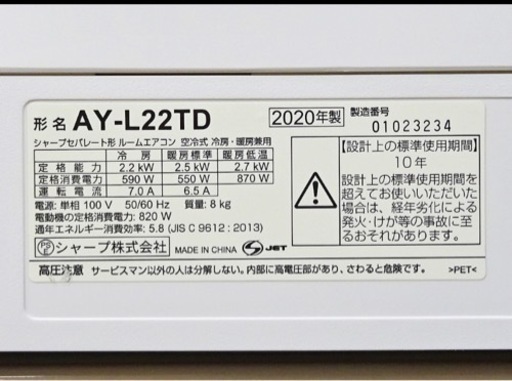 形名 AY-L22TD 2020年製 製造番号 01023234
シャープセパレート形 ルームエアコン 空冷式 冷房・暖房兼用
冷房 暖房標準 暖房低温
定格能力 2.2 kW 2.5 kW 2.7 kW
定格消費電力 590 W 550 W 870 W
運転電流 7.0 A 6.5 A
電源: 単相 100 V 50/60 Hz 質量: 8 kg
電動機の定格消費電力: 820 W
通年エネルギー消費効率: 5.8 (JIS C 9612 : 2013)
PSE シャープ株式会社 MADE IN CHINA S JET
【設計上の標準使用期間】
10年
設計上の標準使用期間を
超えてお使いいただいた
場合は、経年劣化による
発火・けが等の事故に至
るおそれがあります。
高圧注意 サービスマン以外の人は分解しない。内部に高電圧部があり、さわると危険です。 >PET<